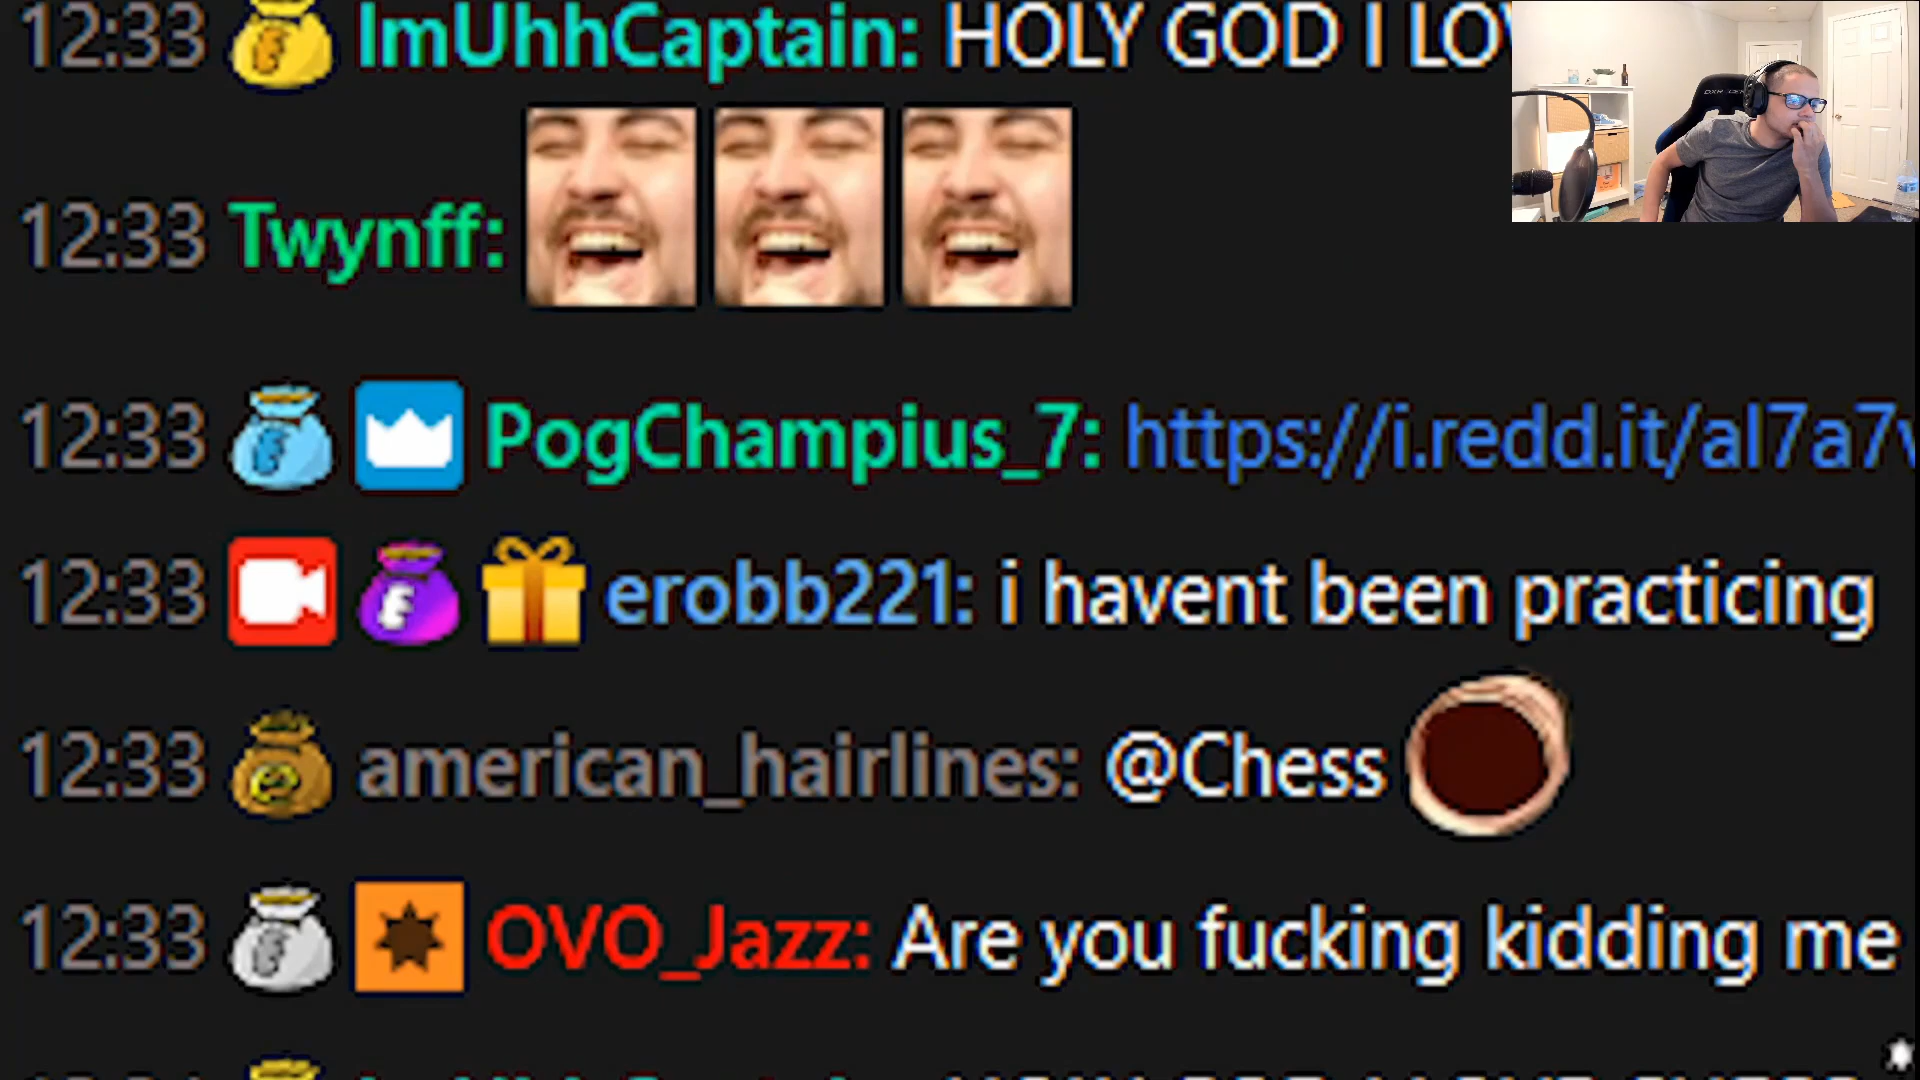 12:33 ImUhhCaptain: HOLY GOD I LO
12:33 Twynff:
12:33 PogChampius_7: https://i.redd.it/al7a7
12:33 erobb221: i havent been practicing
12:33 american_hairlines: @Chess
12:33 OVO_Jazz: Are you fucking kidding me